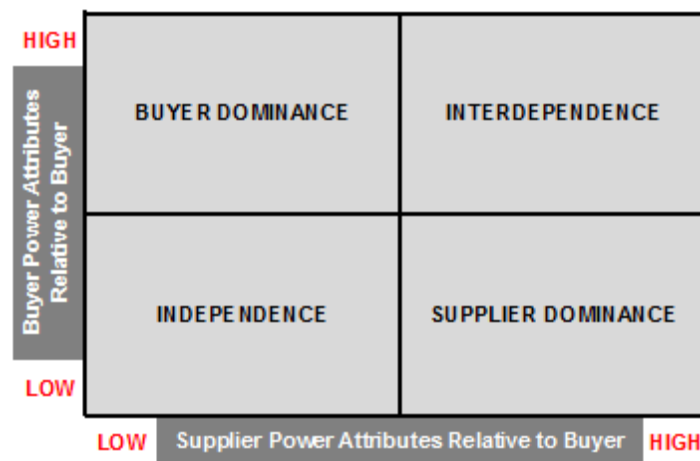 HIGH
BUYER DOMINANCE
INTERDEPENDENCE
Buyer Power Attributes
Relative to Buyer
INDEPENDENCE
SUPPLIER DOMINANCE
LOW
LOW
Supplier Power Attributes Relative to Buyer
HIGH